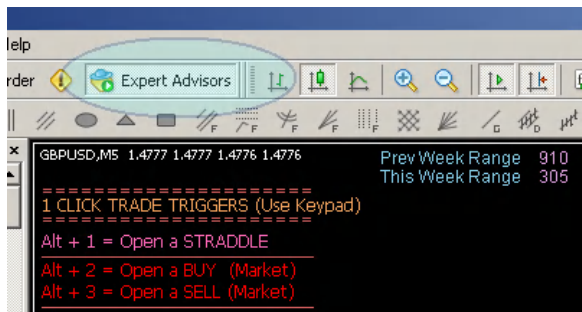 Help
rder Expert Advisors
F F F F F G D
GBPUSD,M5 1.4777 1.4777 1.4776 1.4776
Prev Week Range 910
This Week Range 305
=======================
1 CLICK TRADE TRIGGERS (Use Keypad)
=======================
Alt + 1 = Open a STRADDLE
Alt + 2 = Open a BUY (Market)
Alt + 3 = Open a SELL (Market)